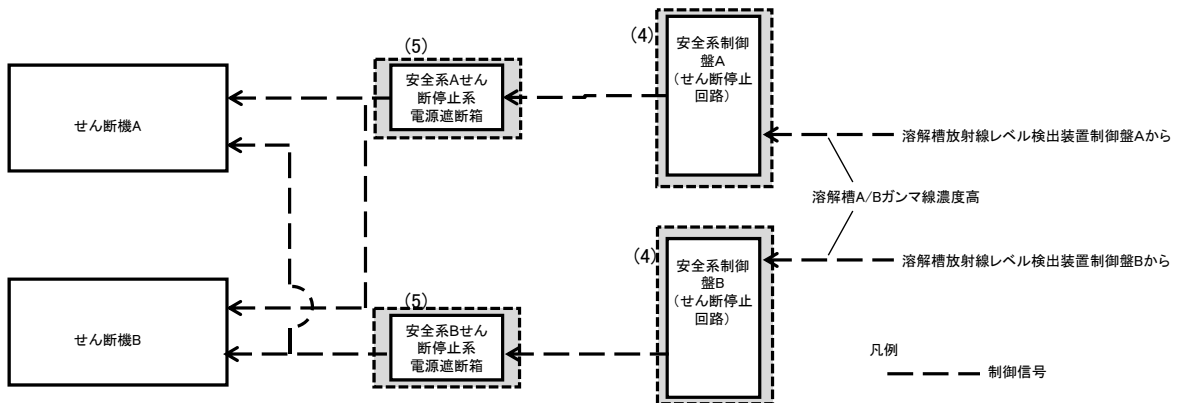 (4)
(5)
安全系制御
盤A
(せん断停止
回路)
安全系Aせん
断停止系
電源遮断箱
せん断機A
溶解槽放射線レベル検出装置制御盤Aから
溶解槽A/Bガンマ線濃度高
(4)
安全系制御
盤B
(せん断停止
回路)
溶解槽放射線レベル検出装置制御盤Bから
(5)
安全系Bせん
断停止系
電源遮断箱
せん断機B
凡例
制御信号